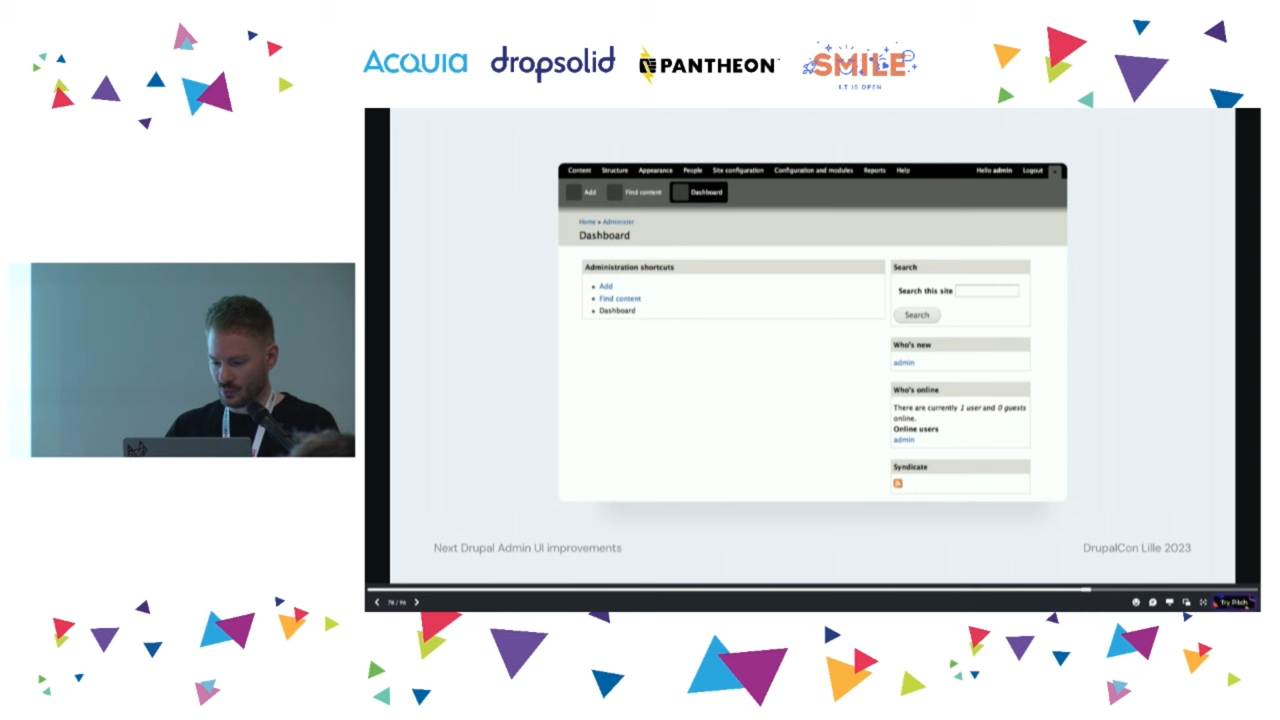 ACQUIA dropsolid PANTHEON SMILE
I.T IS OPEN
Content Structure Appearance People Site configuration Configuration and modules Reports Help Hello admin Logout
Add Find content Dashboard
Home » Administer
Dashboard
Administration shortcuts
Add
Find content
Dashboard
Search
Search this site
Search
Who's new
admin
Who's online
There are currently 1 user and 0 guests
online.
Online users
admin
Syndicate
Next Drupal Admin UI improvements
DrupalCon Lille 2023
78 / 96
Try Pitch